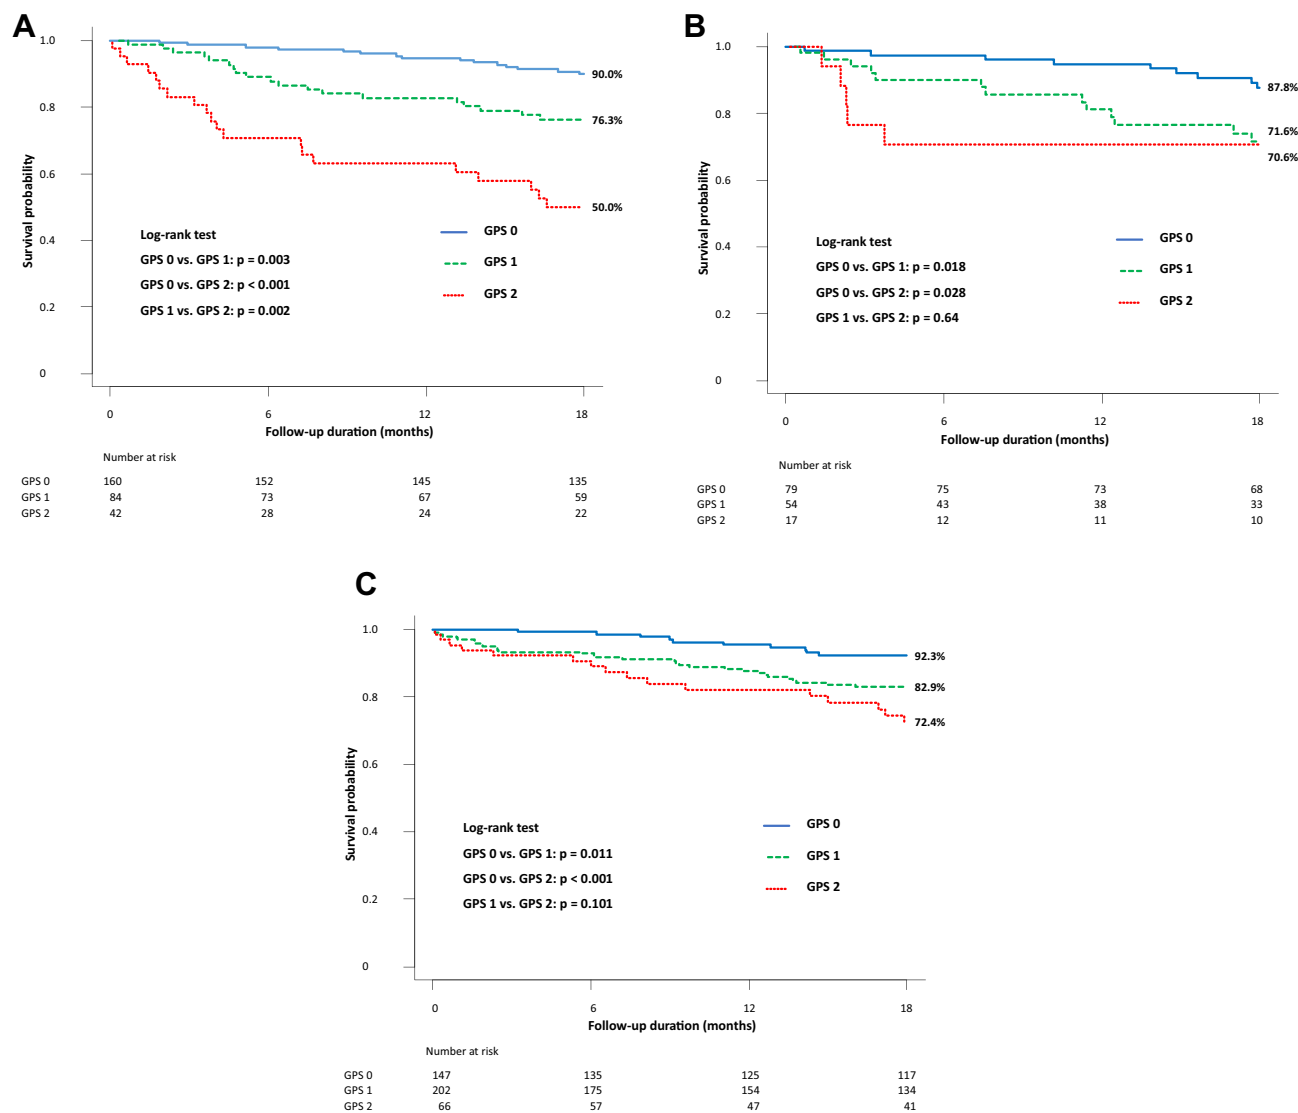 A
1.0
0.8
0.6
0.4
0.2
0
Survival probability
90.0%
76.3%
50.0%
Log-rank test
GPS 0 vs. GPS 1: p = 0.003
GPS 0 vs. GPS 2: p < 0.001
GPS 1 vs. GPS 2: p = 0.002
GPS 0
GPS 1
GPS 2
0 6 12 18
Follow-up duration (months)
Number at risk
GPS 0 160 152 145 135
GPS 1 84 73 67 59
GPS 2 42 28 24 22
B
1.0
0.8
0.6
0.4
0.2
0
Survival probability
87.8%
71.6%
70.6%
Log-rank test
GPS 0 vs. GPS 1: p = 0.018
GPS 0 vs. GPS 2: p = 0.028
GPS 1 vs. GPS 2: p = 0.64
GPS 0
GPS 1
GPS 2
0 6 12 18
Follow-up duration (months)
Number at risk
GPS 0 79 75 73 68
GPS 1 54 43 38 33
GPS 2 17 12 11 10
C
1.0
0.8
0.6
0.4
0.2
0
Survival probability
92.3%
82.9%
72.4%
Log-rank test
GPS 0 vs. GPS 1: p = 0.011
GPS 0 vs. GPS 2: p < 0.001
GPS 1 vs. GPS 2: p = 0.101
GPS 0
GPS 1
GPS 2
0 6 12 18
Follow-up duration (months)
Number at risk
GPS 0 147 135 125 117
GPS 1 202 175 154 134
GPS 2 66 57 47 41